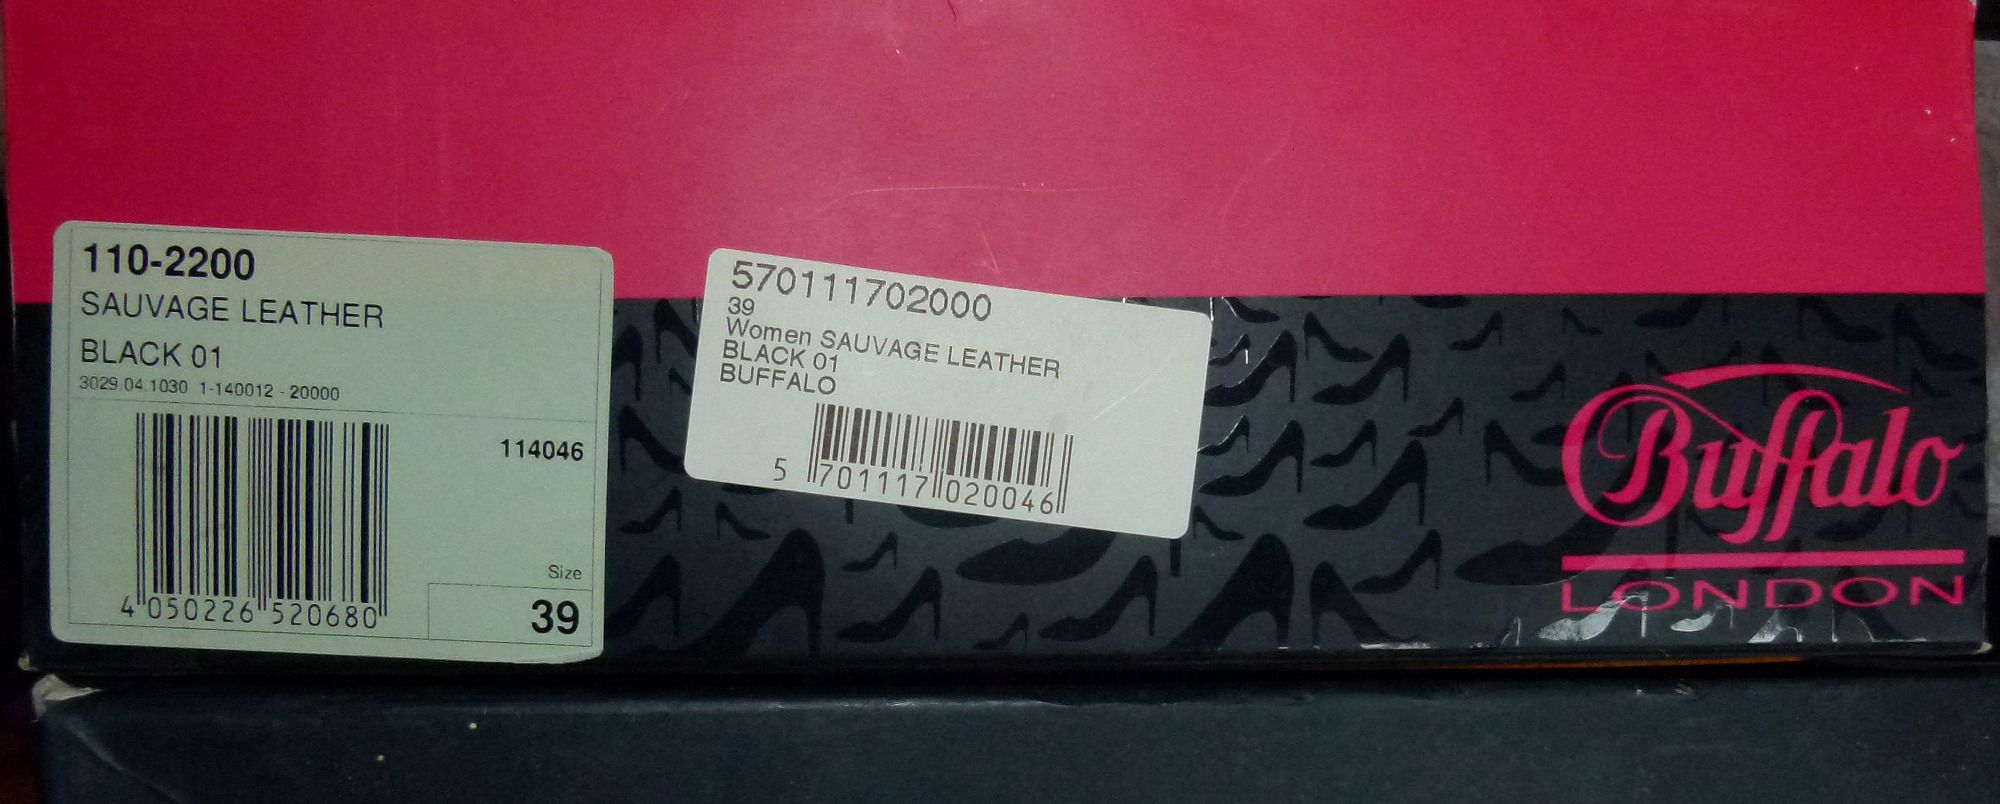 110-2200
SAUVAGE LEATHER
BLACK 01
3029.04.1030 1-140012 - 20000
114046
4 050226 520680
Size
39
570111702000
39
Women SAUVAGE LEATHER
BLACK 01
BUFFALO
5 701117 020046
Buffalo
LONDON